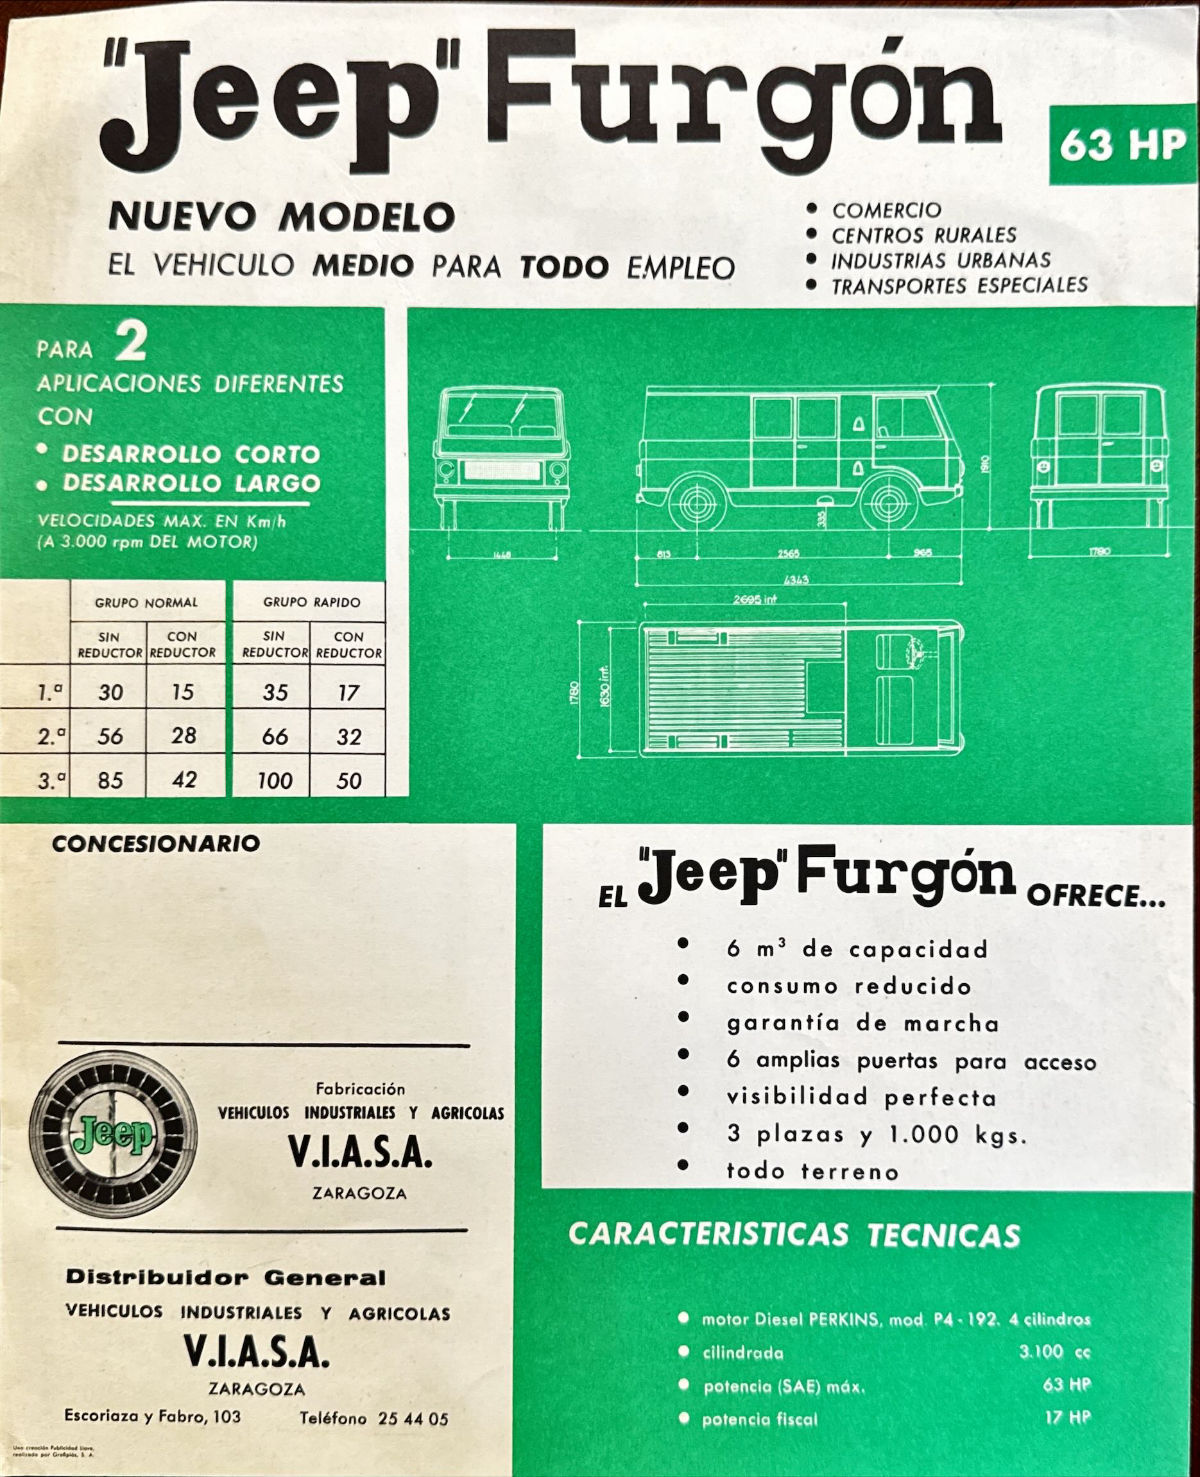 "Jeep" Furgón
63 HP
NUEVO MODELO
EL VEHICULO MEDIO PARA TODO EMPLEO
• COMERCIO
• CENTROS RURALES
• INDUSTRIAS URBANAS
• TRANSPORTES ESPECIALES
PARA 2
APLICACIONES DIFERENTES
CON
• DESARROLLO CORTO
• DESARROLLO LARGO
VELOCIDADES MAX. EN Km/h
(A 3.000 rpm DEL MOTOR)
GRUPO NORMAL GRUPO RAPIDO
SIN REDUCTOR CON REDUCTOR SIN REDUCTOR CON REDUCTOR
1.ª 30 15 35 17
2.ª 56 28 66 32
3.ª 85 42 100 50
1910
335
1448
813 2565 965
1780
4343
2695 int
1780
1630 int.
CONCESIONARIO
Jeep
Fabricación
VEHICULOS INDUSTRIALES Y AGRICOLAS
V.I.A.S.A.
ZARAGOZA
Distribuidor General
VEHICULOS INDUSTRIALES Y AGRICOLAS
V.I.A.S.A.
ZARAGOZA
Escoriaza y Fabro, 103 Teléfono 25 44 05
Una creación Publicidad Llave,
realizada por Grafiplás, S. A.
EL "Jeep" Furgón OFRECE...
• 6 m³ de capacidad
• consumo reducido
• garantía de marcha
• 6 amplias puertas para acceso
• visibilidad perfecta
• 3 plazas y 1.000 kgs.
• todo terreno
CARACTERISTICAS TECNICAS
• motor Diesel PERKINS, mod. P4-192. 4 cilindros
• cilindrada 3.100 cc
• potencia (SAE) máx. 63 HP
• potencia fiscal 17 HP